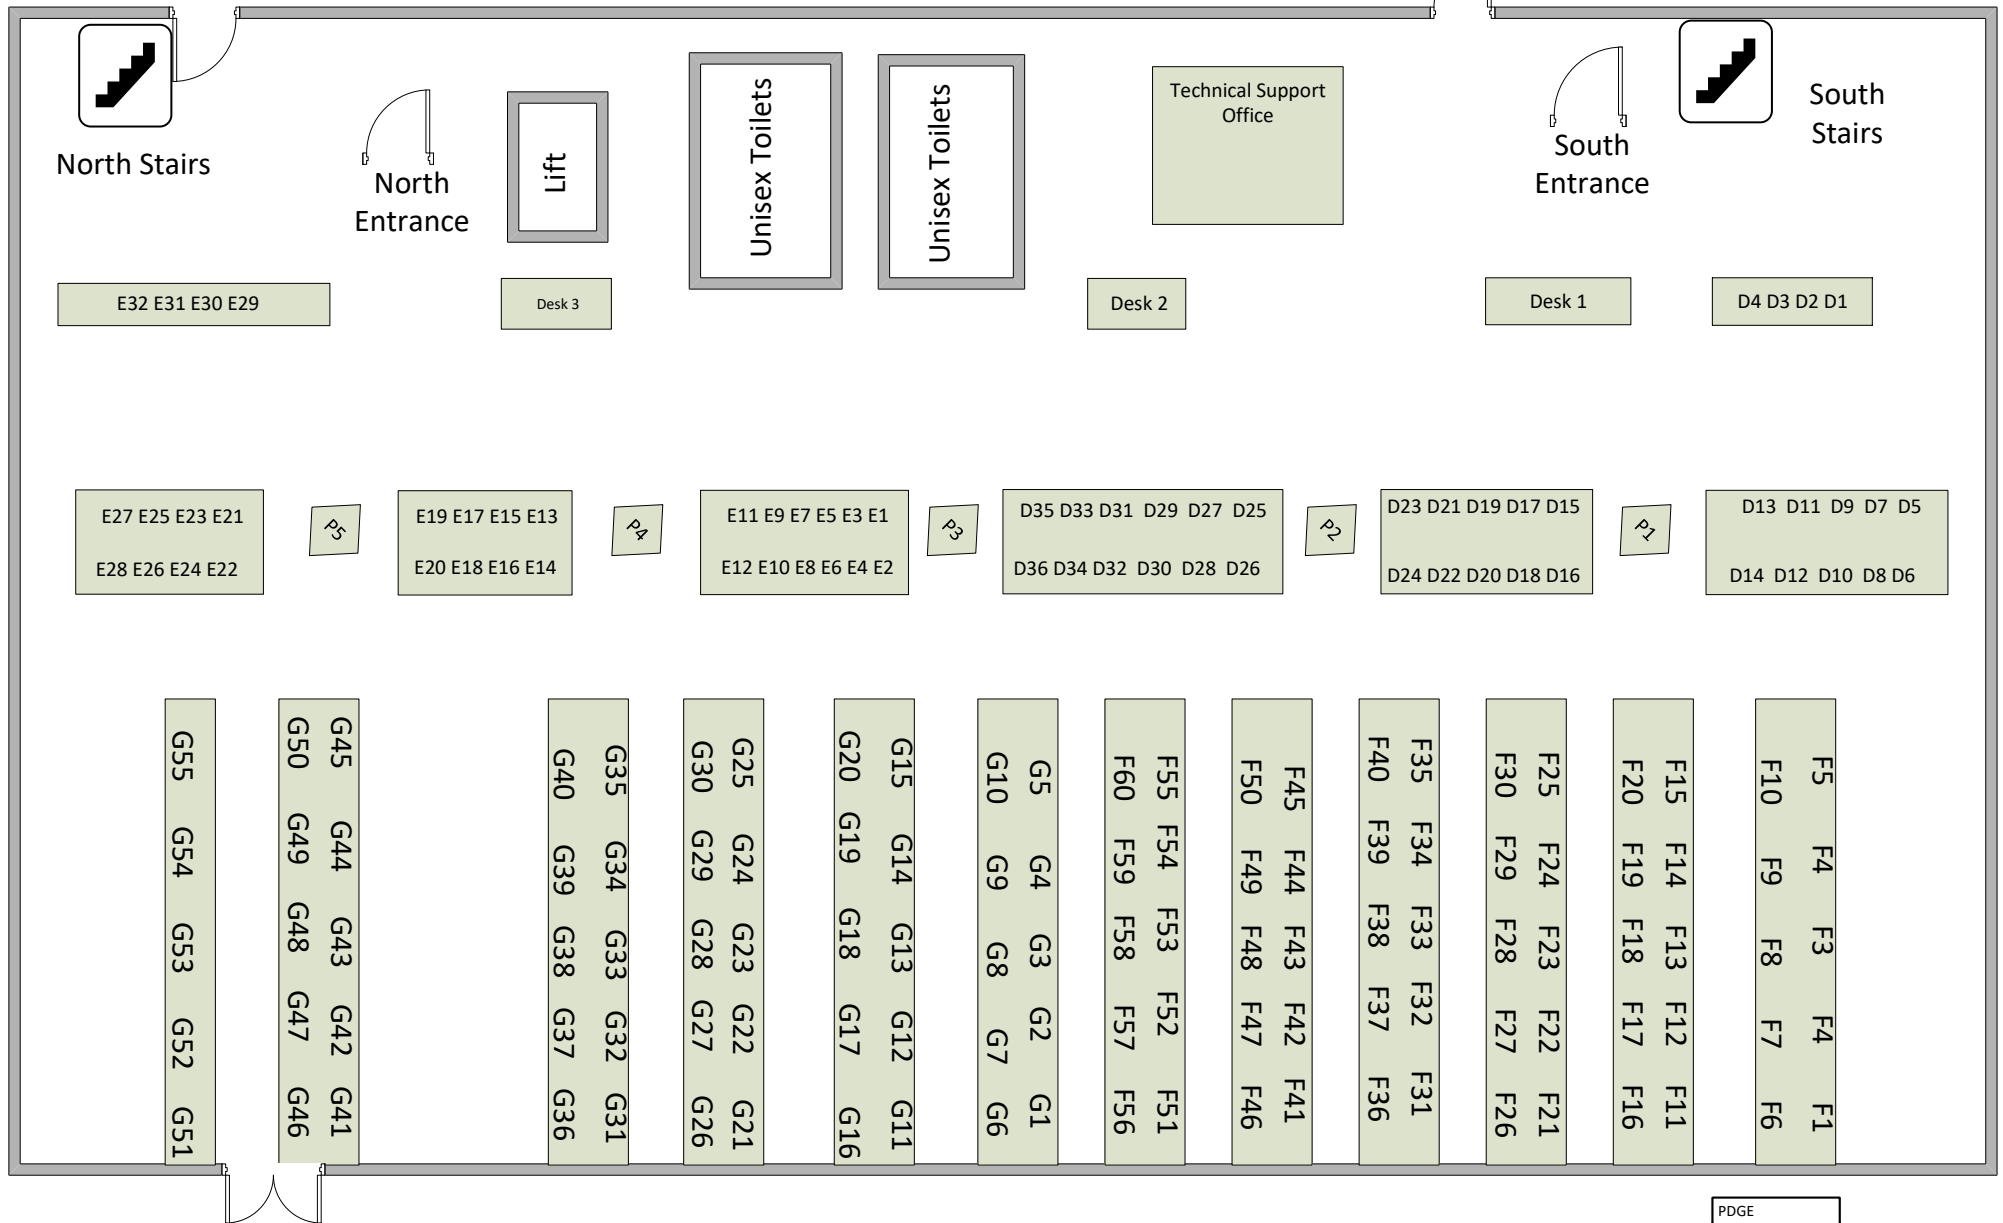 North Stairs
North
Entrance
Lift
Unisex Toilets
Unisex Toilets
Technical Support
Office
South
Entrance
South
Stairs
E32 E31 E30 E29
Desk 3
Desk 2
Desk 1
D4 D3 D2 D1
E27 E25 E23 E21
E28 E26 E24 E22
P5
E19 E17 E15 E13
E20 E18 E16 E14
P4
E11 E9 E7 E5 E3 E1
E12 E10 E8 E6 E4 E2
P3
D35 D33 D31 D29 D27 D25
D36 D34 D32 D30 D28 D26
P2
D23 D21 D19 D17 D15
D24 D22 D20 D18 D16
P1
D13 D11 D9 D7 D5
D14 D12 D10 D8 D6
G55 G54 G53 G52 G51
G45 G44 G43 G42 G41
G50 G49 G48 G47 G46
G35 G34 G33 G32 G31
G40 G39 G38 G37 G36
G25 G24 G23 G22 G21
G30 G29 G28 G27 G26
G15 G14 G13 G12 G11
G20 G19 G18 G17 G16
G5 G4 G3 G2 G1
G10 G9 G8 G7 G6
F55 F54 F53 F52 F51
F60 F59 F58 F57 F56
F45 F44 F43 F42 F41
F50 F49 F48 F47 F46
F35 F34 F33 F32 F31
F40 F39 F38 F37 F36
F25 F24 F23 F22 F21
F30 F29 F28 F27 F26
F15 F14 F13 F12 F11
F20 F19 F18 F17 F16
F5 F4 F3 F4 F1
F10 F9 F8 F7 F6
PDGE